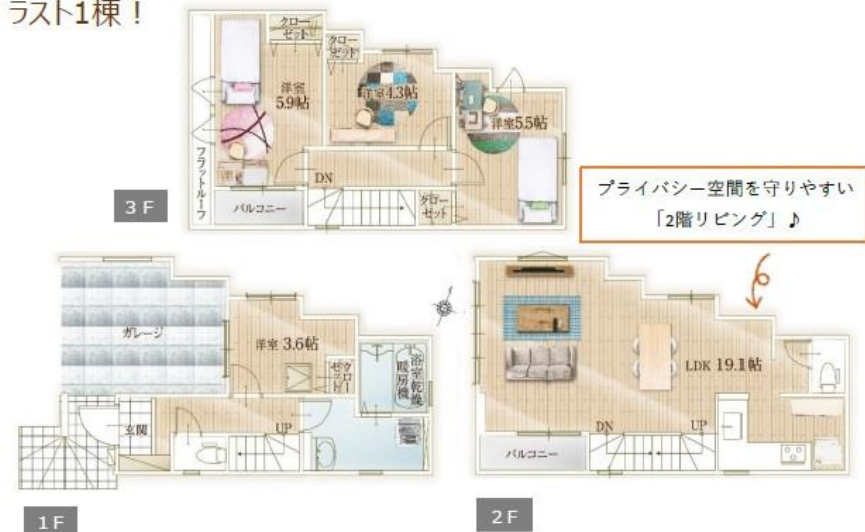 ラスト1棟！
クロー
ゼット
クロー
ゼット
洋室
5.9帖
洋室4.3帖
洋室5.5帖
フラットルーフ
DN
バルコニー
クロー
ゼット
3F
プライバシー空間を守りやすい
「2階リビング」♪
ガレージ
洋室 3.6帖
クロー
ゼット
浴室乾燥
暖房機
玄関
UP
1F
LDK 19.1帖
DN
UP
バルコニー
2F